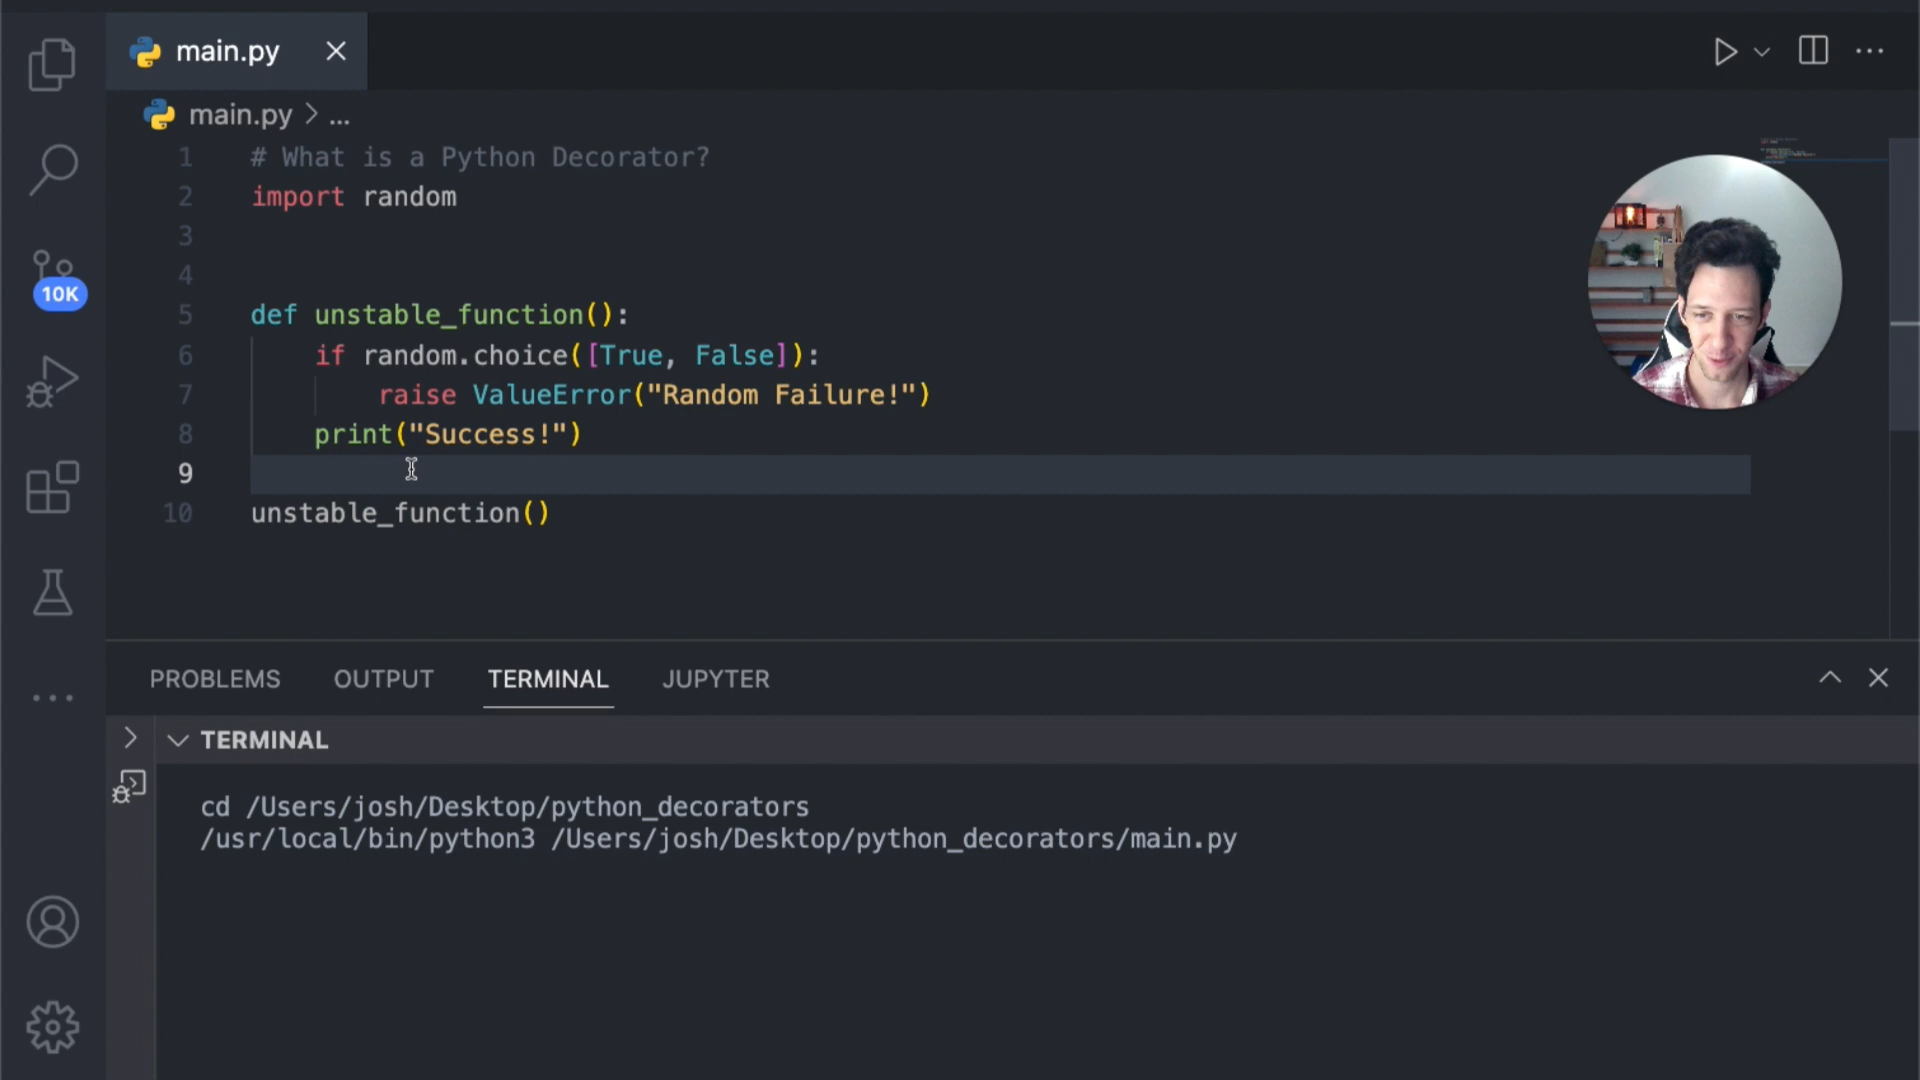 main.py
main.py > ...
1 # What is a Python Decorator?
2 import random
3
4
5 def unstable_function():
6 if random.choice([True, False]):
7 raise ValueError("Random Failure!")
8 print("Success!")
9
10 unstable_function()
10K
PROBLEMS OUTPUT TERMINAL JUPYTER
TERMINAL
cd /Users/josh/Desktop/python_decorators
/usr/local/bin/python3 /Users/josh/Desktop/python_decorators/main.py